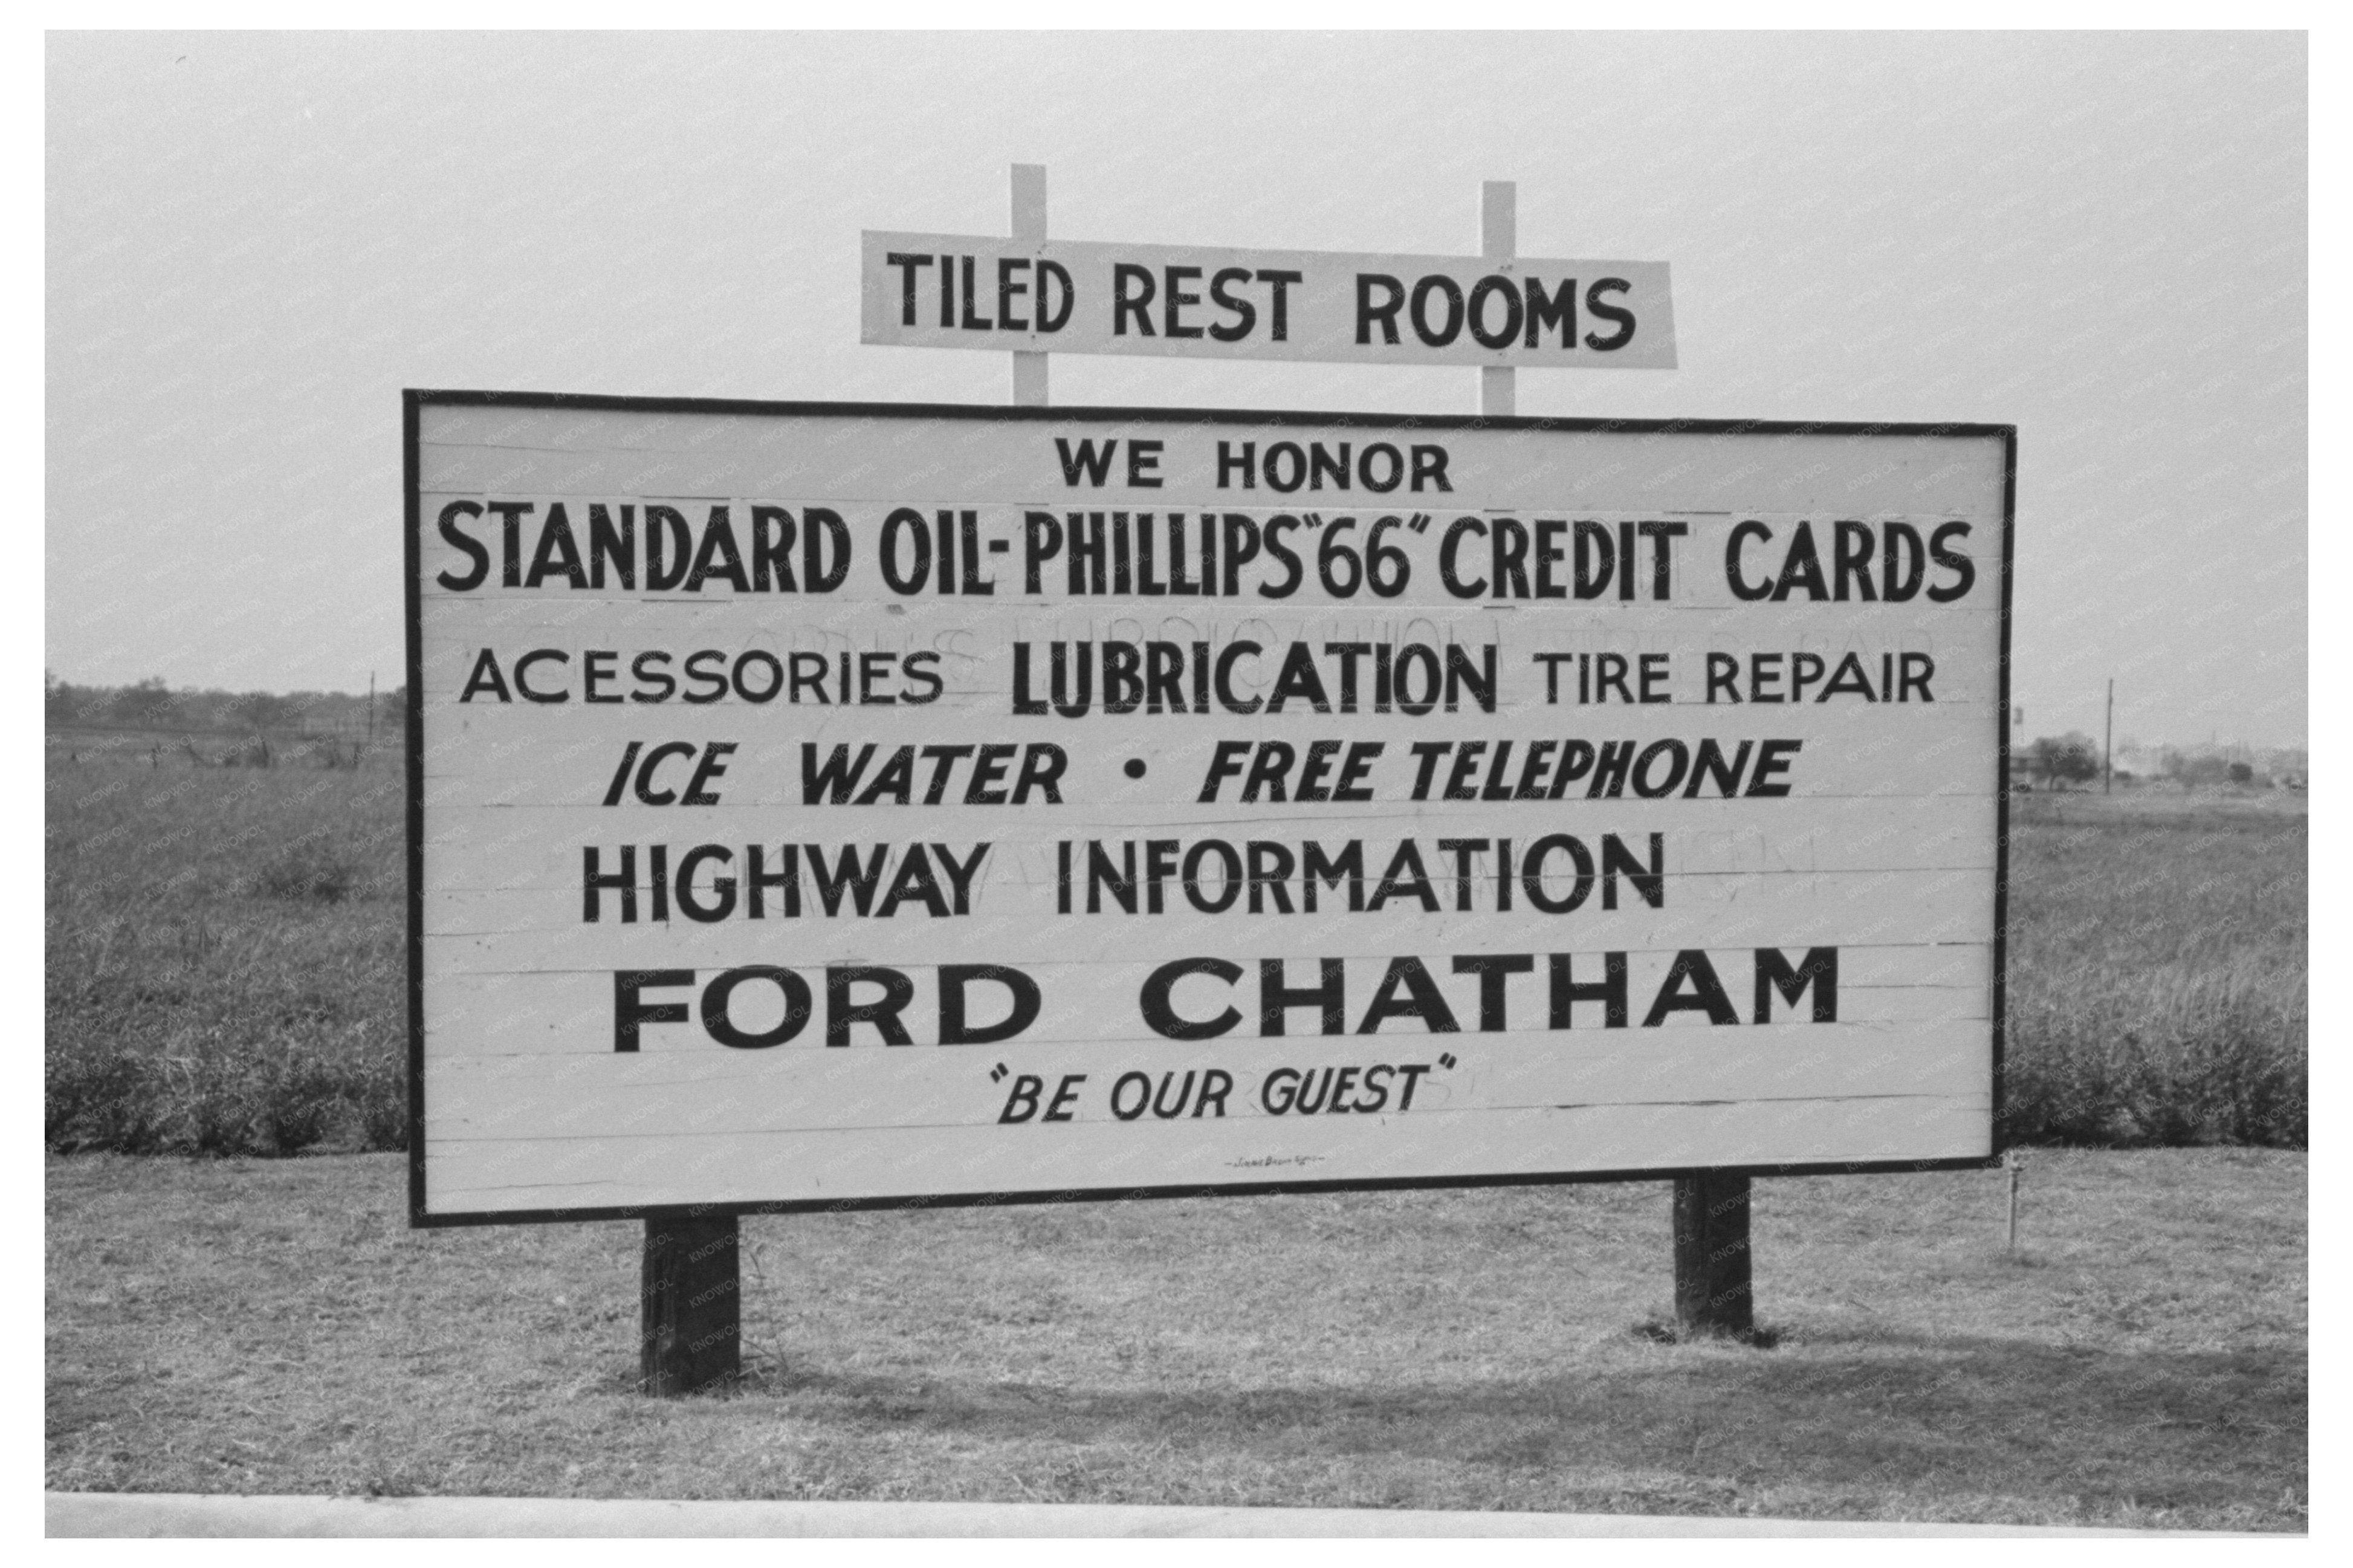 TILED REST ROOMS
WE HONOR
STANDARD OIL-PHILLIPS "66" CREDIT CARDS
ACESSORIES LUBRICATION TIRE REPAIR
ICE WATER • FREE TELEPHONE
HIGHWAY INFORMATION
FORD CHATHAM
"BE OUR GUEST"